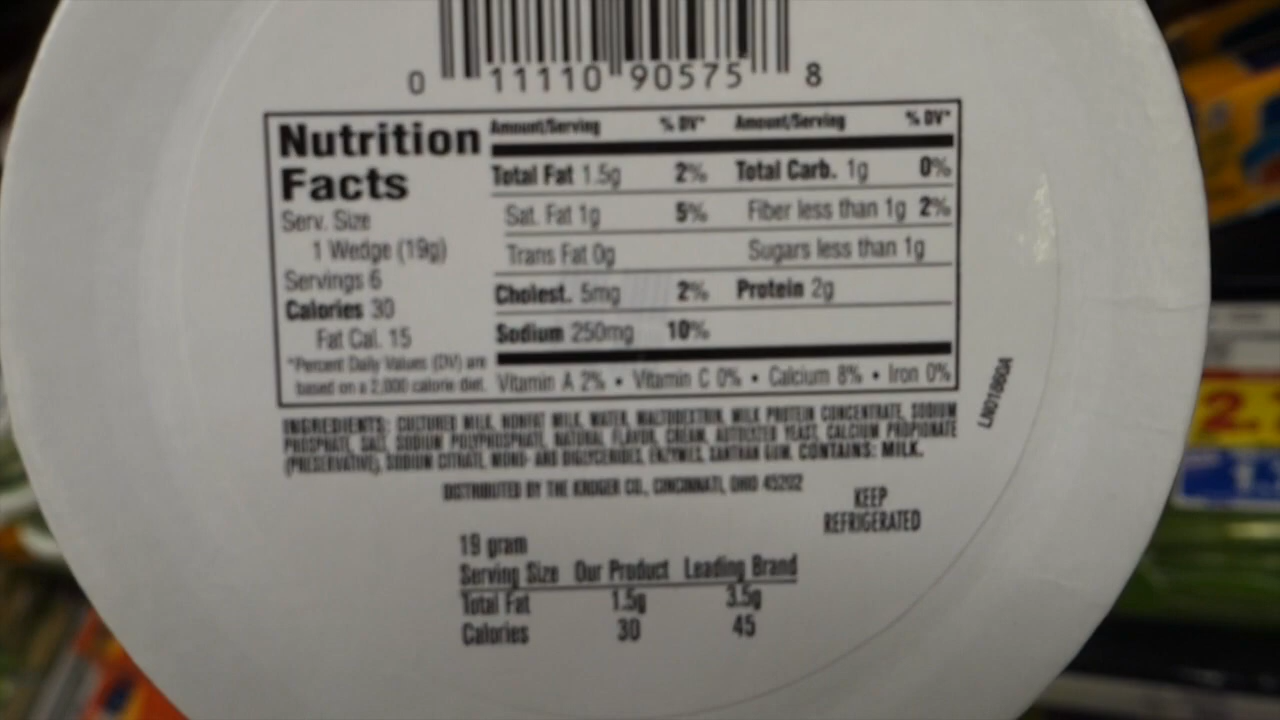 0 11110 90575 8
Nutrition
Facts
Serv. Size
1 Wedge (19g)
Servings 6
Calories 30
Fat Cal. 15
*Percent Daily Values (DV) are
based on a 2,000 calorie diet.
Amount/Serving % DV* Amount/Serving % DV*
Total Fat 1.5g 2% Total Carb. 1g 0%
Sat. Fat 1g 5% Fiber less than 1g 2%
Trans Fat 0g Sugars less than 1g
Cholest. 5mg 2% Protein 2g
Sodium 250mg 10%
Vitamin A 2% • Vitamin C 0% • Calcium 8% • Iron 0%
INGREDIENTS: CULTURED MILK, NONFAT MILK, WATER, MALTODEXTRIN, MILK PROTEIN CONCENTRATE, SODIUM
PHOSPHATE, SALT, SODIUM POLYPHOSPHATE, NATURAL FLAVOR, CREAM, AUTOLYZED YEAST, CALCIUM PROPIONATE
(PRESERVATIVE), SODIUM CITRATE, MONO- AND DIGLYCERIDES, ENZYMES, XANTHAN GUM. CONTAINS: MILK.
DISTRIBUTED BY THE KROGER CO., CINCINNATI, OHIO 45202
KEEP
REFRIGERATED
LN01860A
19 gram
Serving Size Our Product Leading Brand
Total Fat 1.5g 3.5g
Calories 30 45
2.